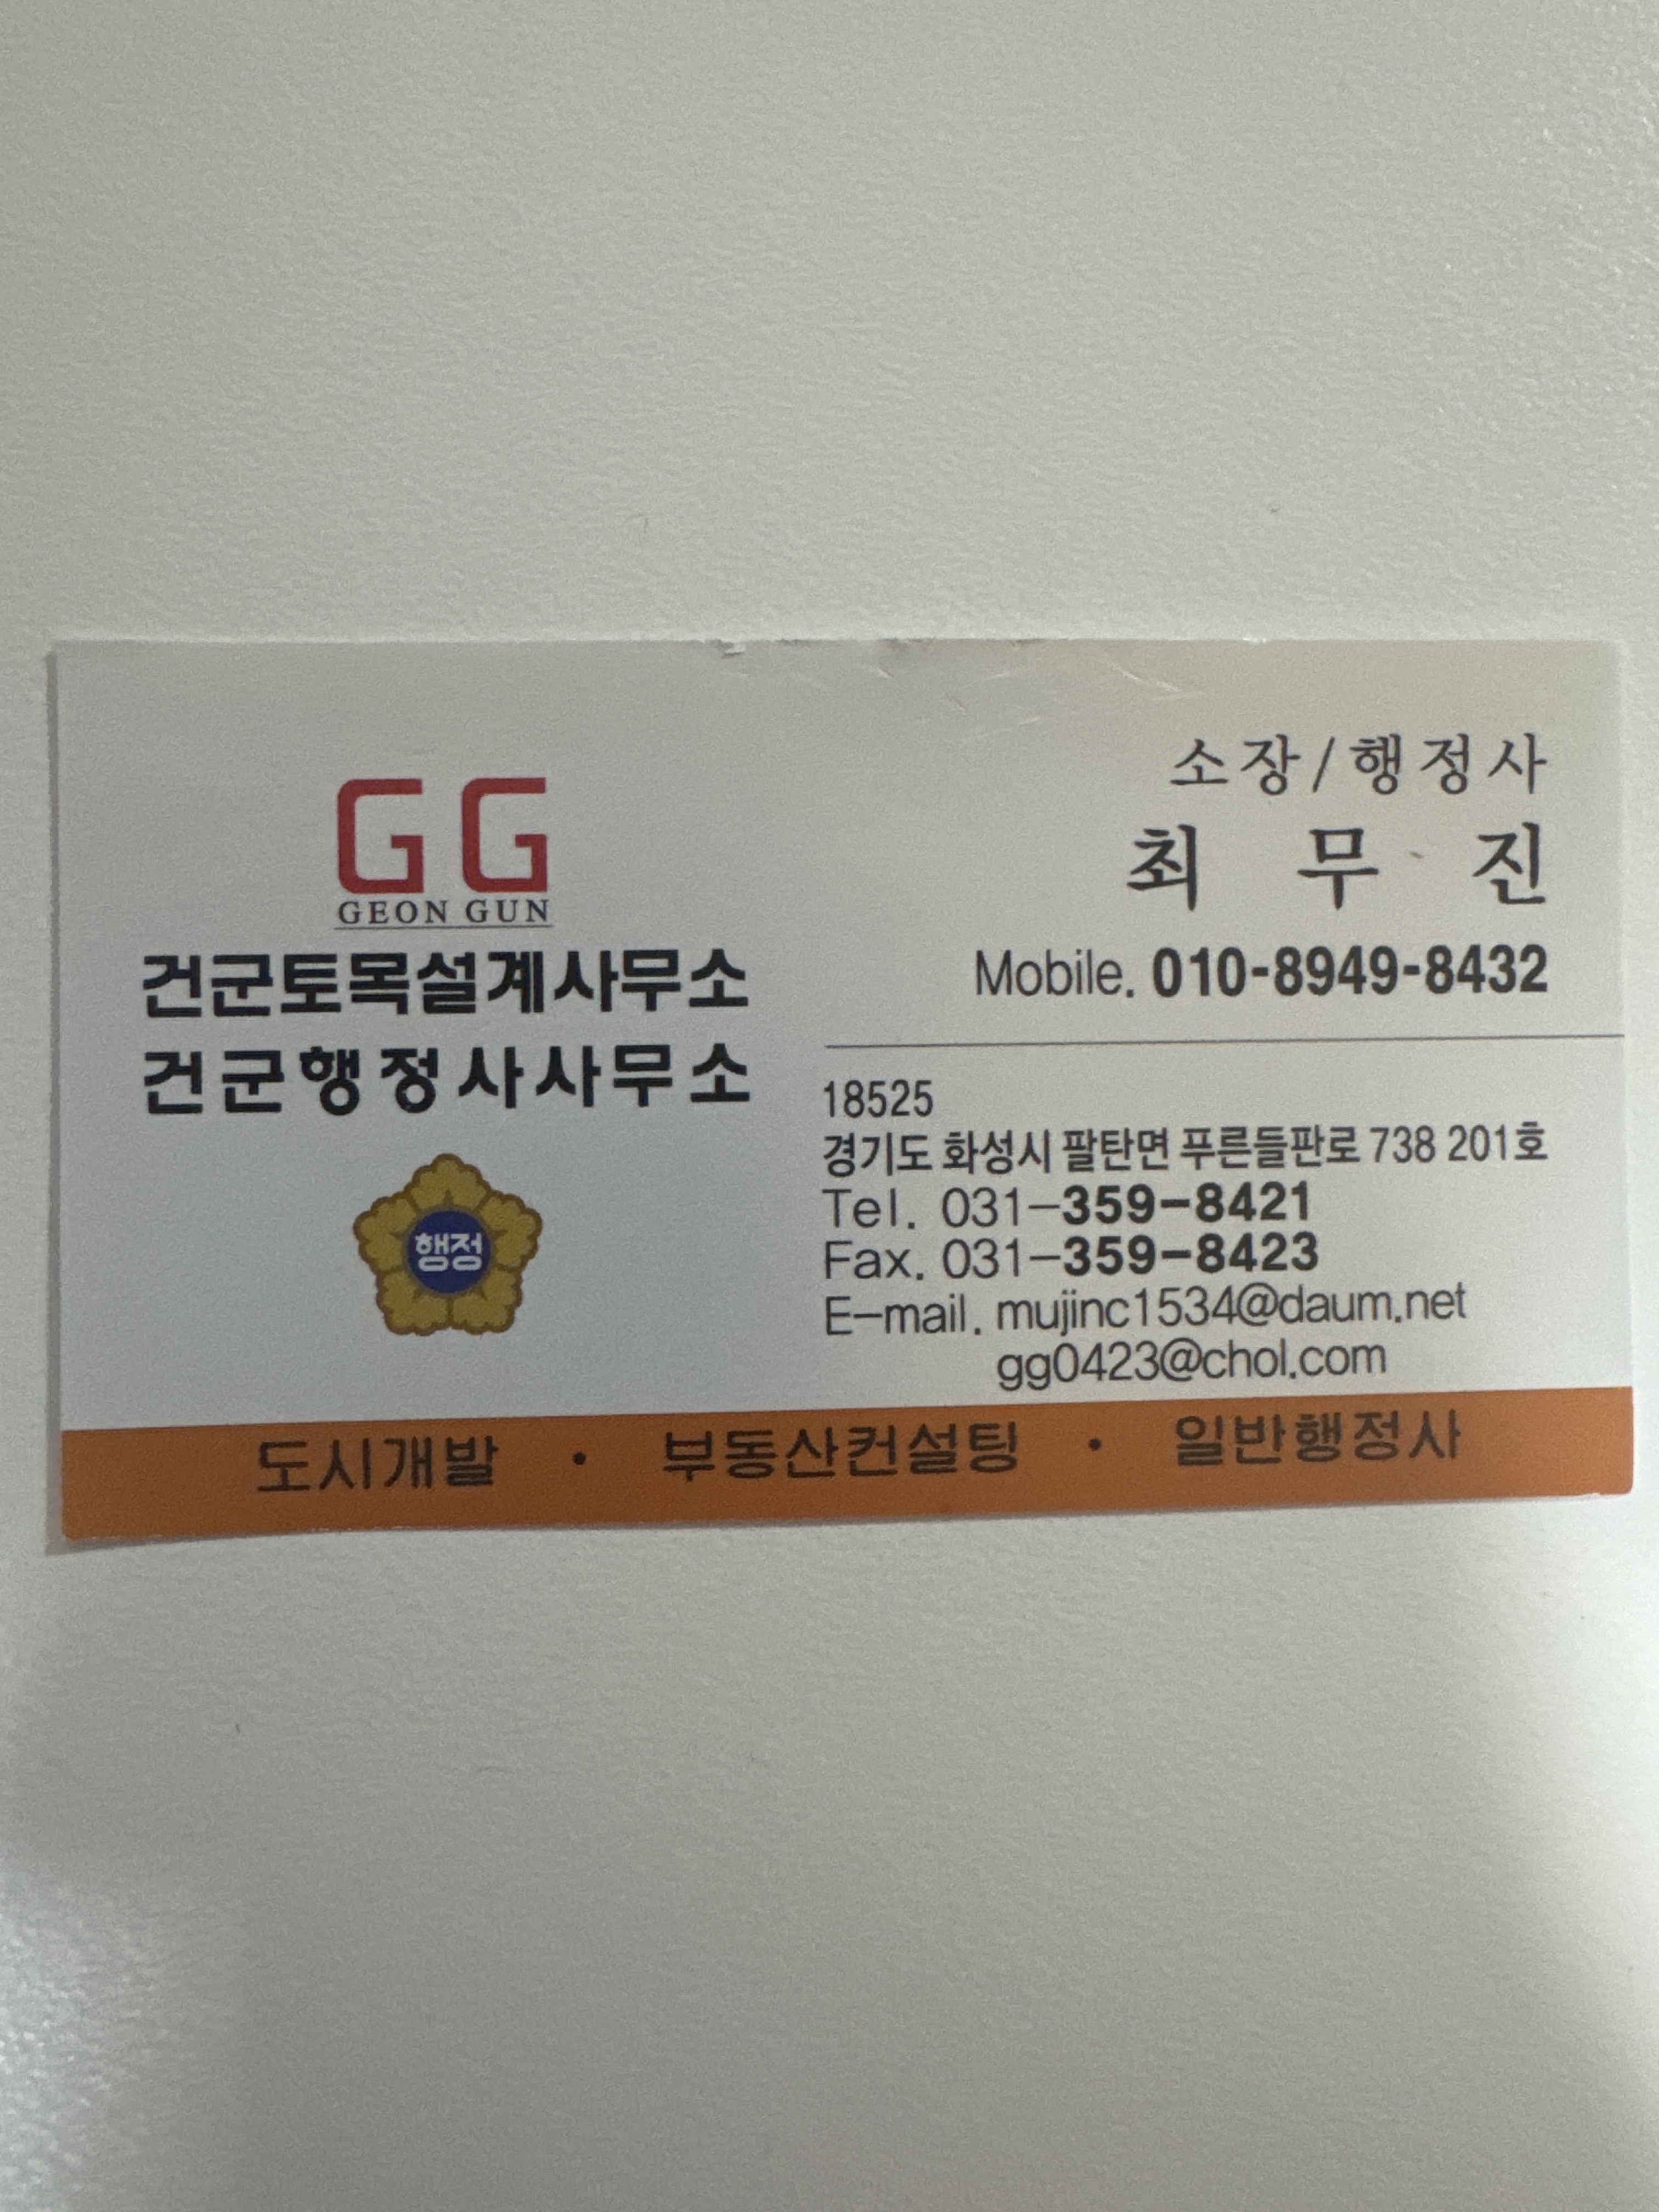 GG
GEON GUN
건군토목설계사무소
건군행정사사무소
행정
소장/행정사
최 무 진
Mobile. 010-8949-8432
18525
경기도 화성시 팔탄면 푸른들판로 738 201호
Tel. 031-359-8421
Fax. 031-359-8423
E-mail. mujinc1534@daum.net
gg0423@chol.com
도시개발 · 부동산컨설팅 · 일반행정사